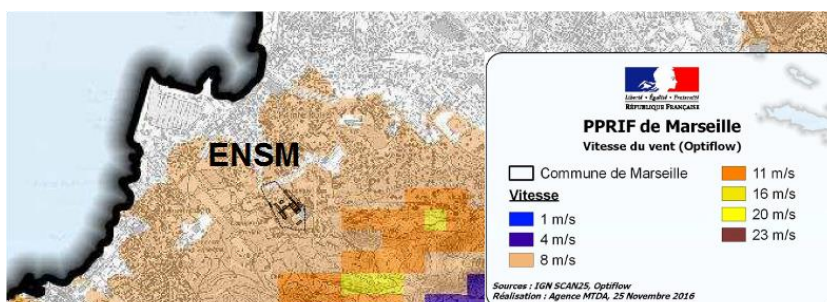 ENSM
Liberté • Égalité • Fraternité
RÉPUBLIQUE FRANÇAISE
PPRIF de Marseille
Vitesse du vent (Optiflow)
Commune de Marseille
Vitesse
1 m/s
4 m/s
8 m/s
11 m/s
16 m/s
20 m/s
23 m/s
Sources : IGN SCAN25, Optiflow
Réalisation : Agence MTDA, 25 Novembre 2016